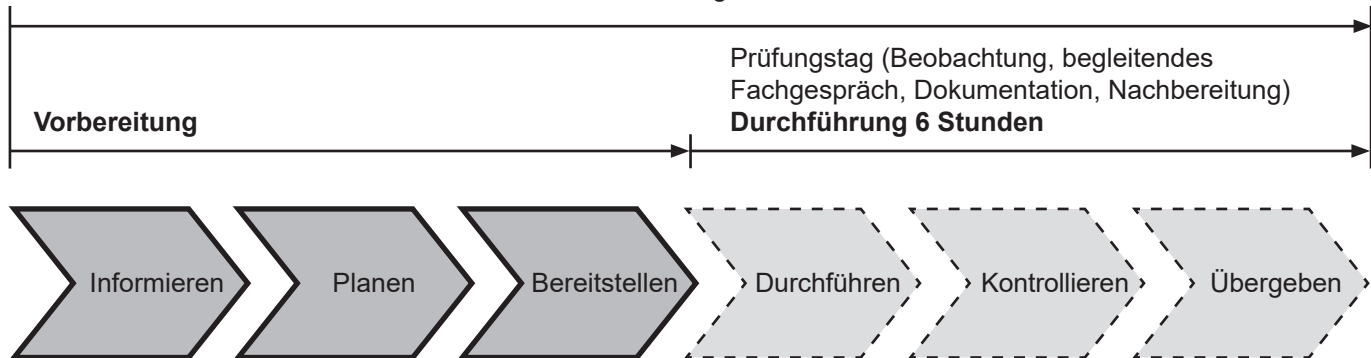 Prüfungstag (Beobachtung, begleitendes
Fachgespräch, Dokumentation, Nachbereitung)
Vorbereitung
Durchführung 6 Stunden
Informieren
Planen
Bereitstellen
Durchführen
Kontrollieren
Übergeben